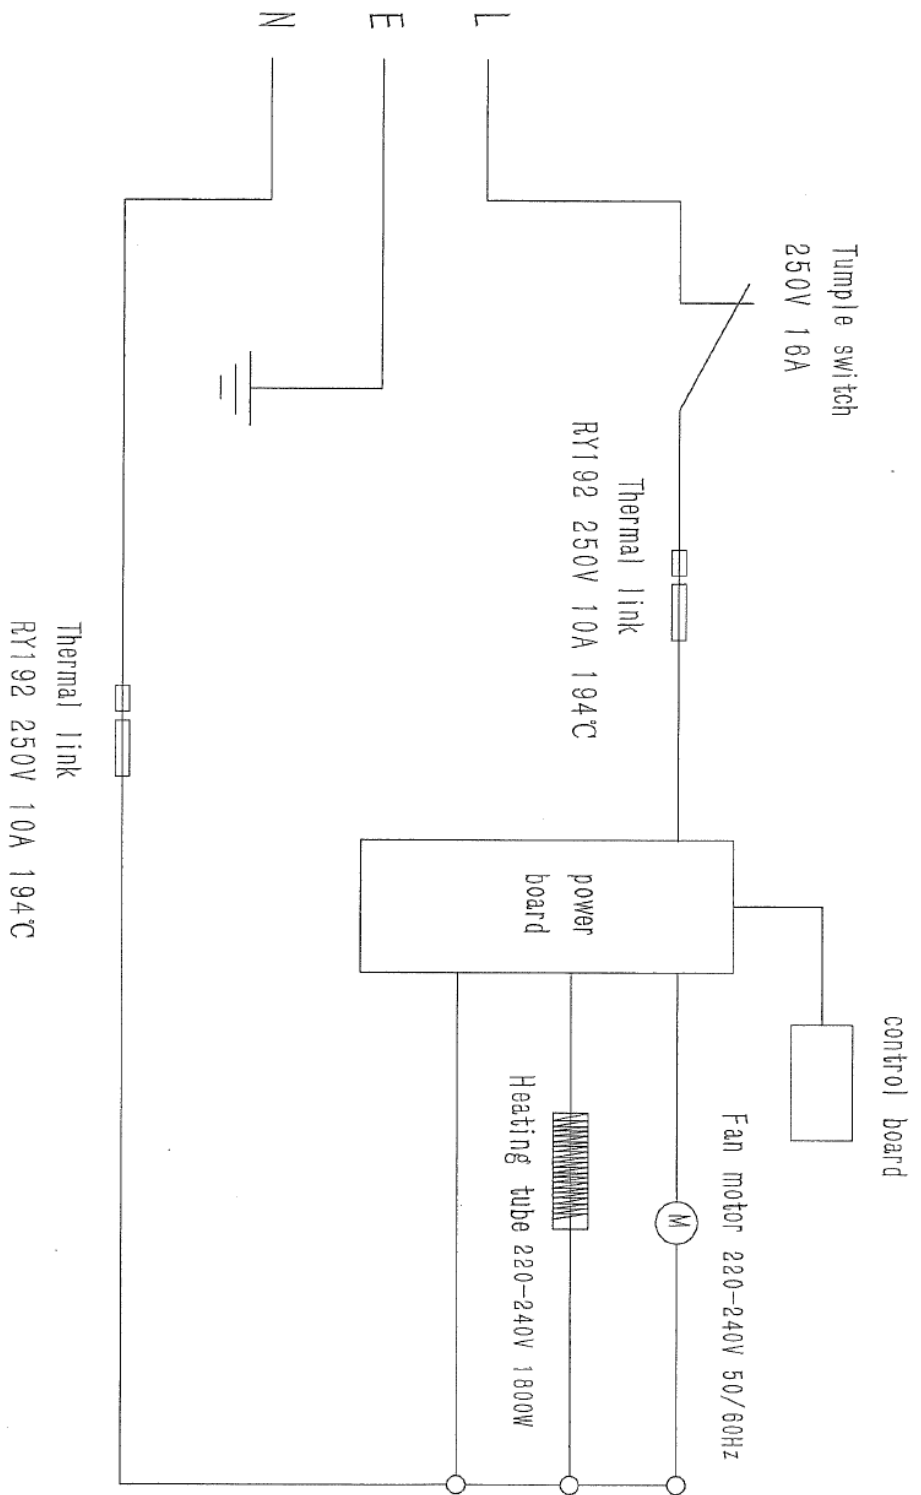 L
E
N
Tumple switch
250V 16A
Thermal link
RY192 250V 10A 194℃
power
board
control board
Fan motor 220-240V 50/60Hz
M
Heating tube 220-240V 1800W
Thermal link
RY192 250V 10A 194℃